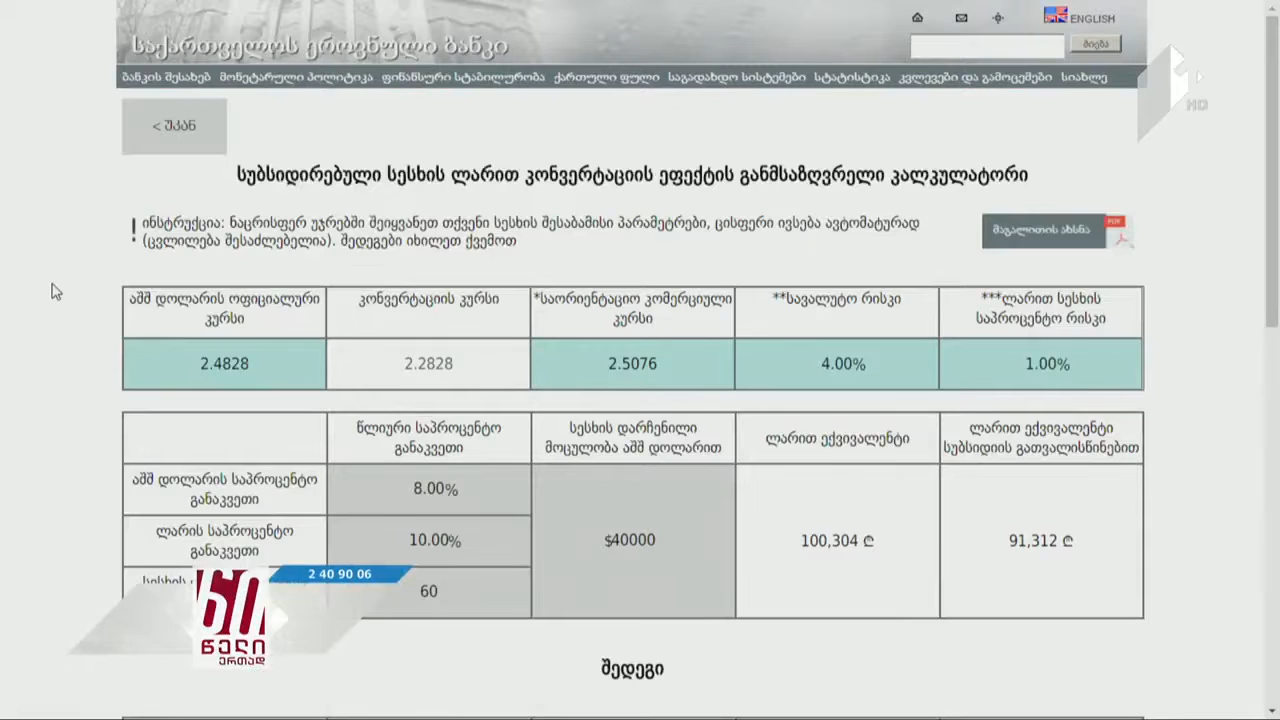 ENGLISH
საქართველოს ეროვნული ბანკი
ძიება
ბანკის შესახებ მონეტარული პოლიტიკა ფინანსური სტაბილურობა ქართული ფული საგადახდო სისტემები სტატისტიკა კვლევები და გამოცემები სიახლე
HD
< უკან
სუბსიდირებული სესხის ლარით კონვერტაციის ეფექტის განმსაზღვრელი კალკულატორი
! ინსტრუქცია: ნაცრისფერ უჯრებში შეიყვანეთ თქვენი სესხის შესაბამისი პარამეტრები, ცისფერი ივსება ავტომატურად
(ცვლილება შესაძლებელია). შედეგები იხილეთ ქვემოთ
მაგალითის ახსნა
PDF
აშშ დოლარის ოფიციალური კურსი
კონვერტაციის კურსი
*საორიენტაციო კომერციული კურსი
**სავალუტო რისკი
***ლარით სესხის საპროცენტო რისკი
2.4828 2.2828 2.5076 4.00% 1.00%
წლიური საპროცენტო განაკვეთი
სესხის დარჩენილი მოცულობა აშშ დოლარით
ლარით ექვივალენტი
ლარით ექვივალენტი სუბსიდიის გათვალისწინებით
აშშ დოლარის საპროცენტო განაკვეთი
8.00%
ლარის საპროცენტო განაკვეთი
10.00% $40000 100,304 ₾ 91,312 ₾
სესხის
60
2 40 90 06
60
წელი
ერთად
შედეგი